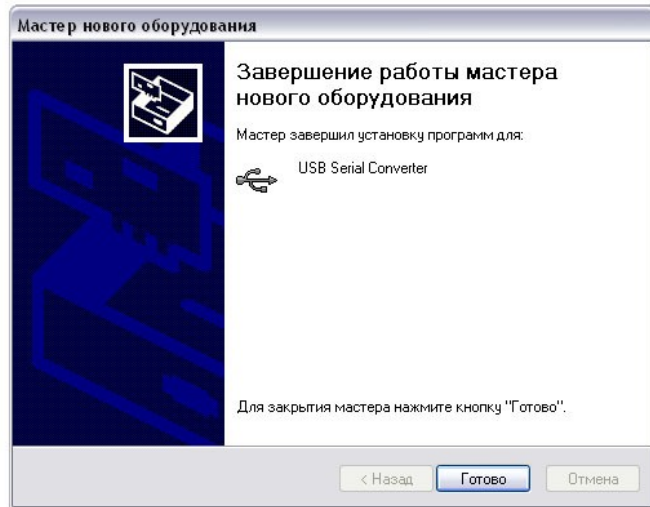 Мастер нового оборудования
Завершение работы мастера
нового оборудования
Мастер завершил установку программ для:
USB Serial Converter
Для закрытия мастера нажмите кнопку "Готово".
< Назад
Готово
Отмена